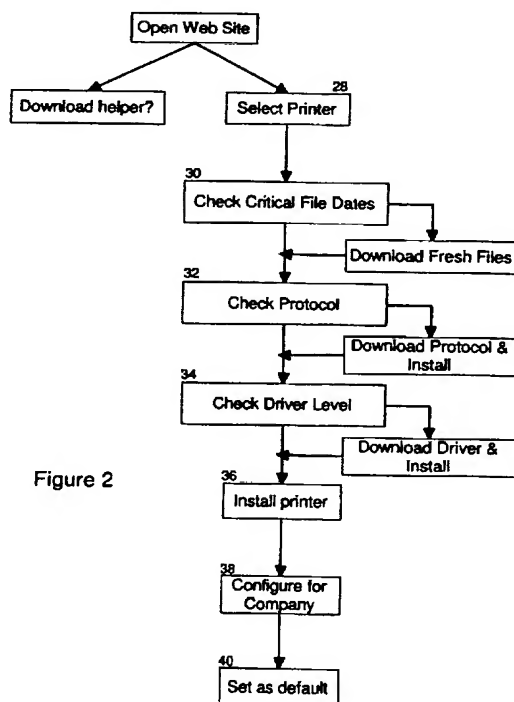 Open Web Site
Download helper?
28
Select Printer
30
Check Critical File Dates
Download Fresh Files
32
Check Protocol
Download Protocol &
Install
34
Check Driver Level
Download Driver &
Install
Figure 2
36
Install printer
38
Configure for
Company
40
Set as default